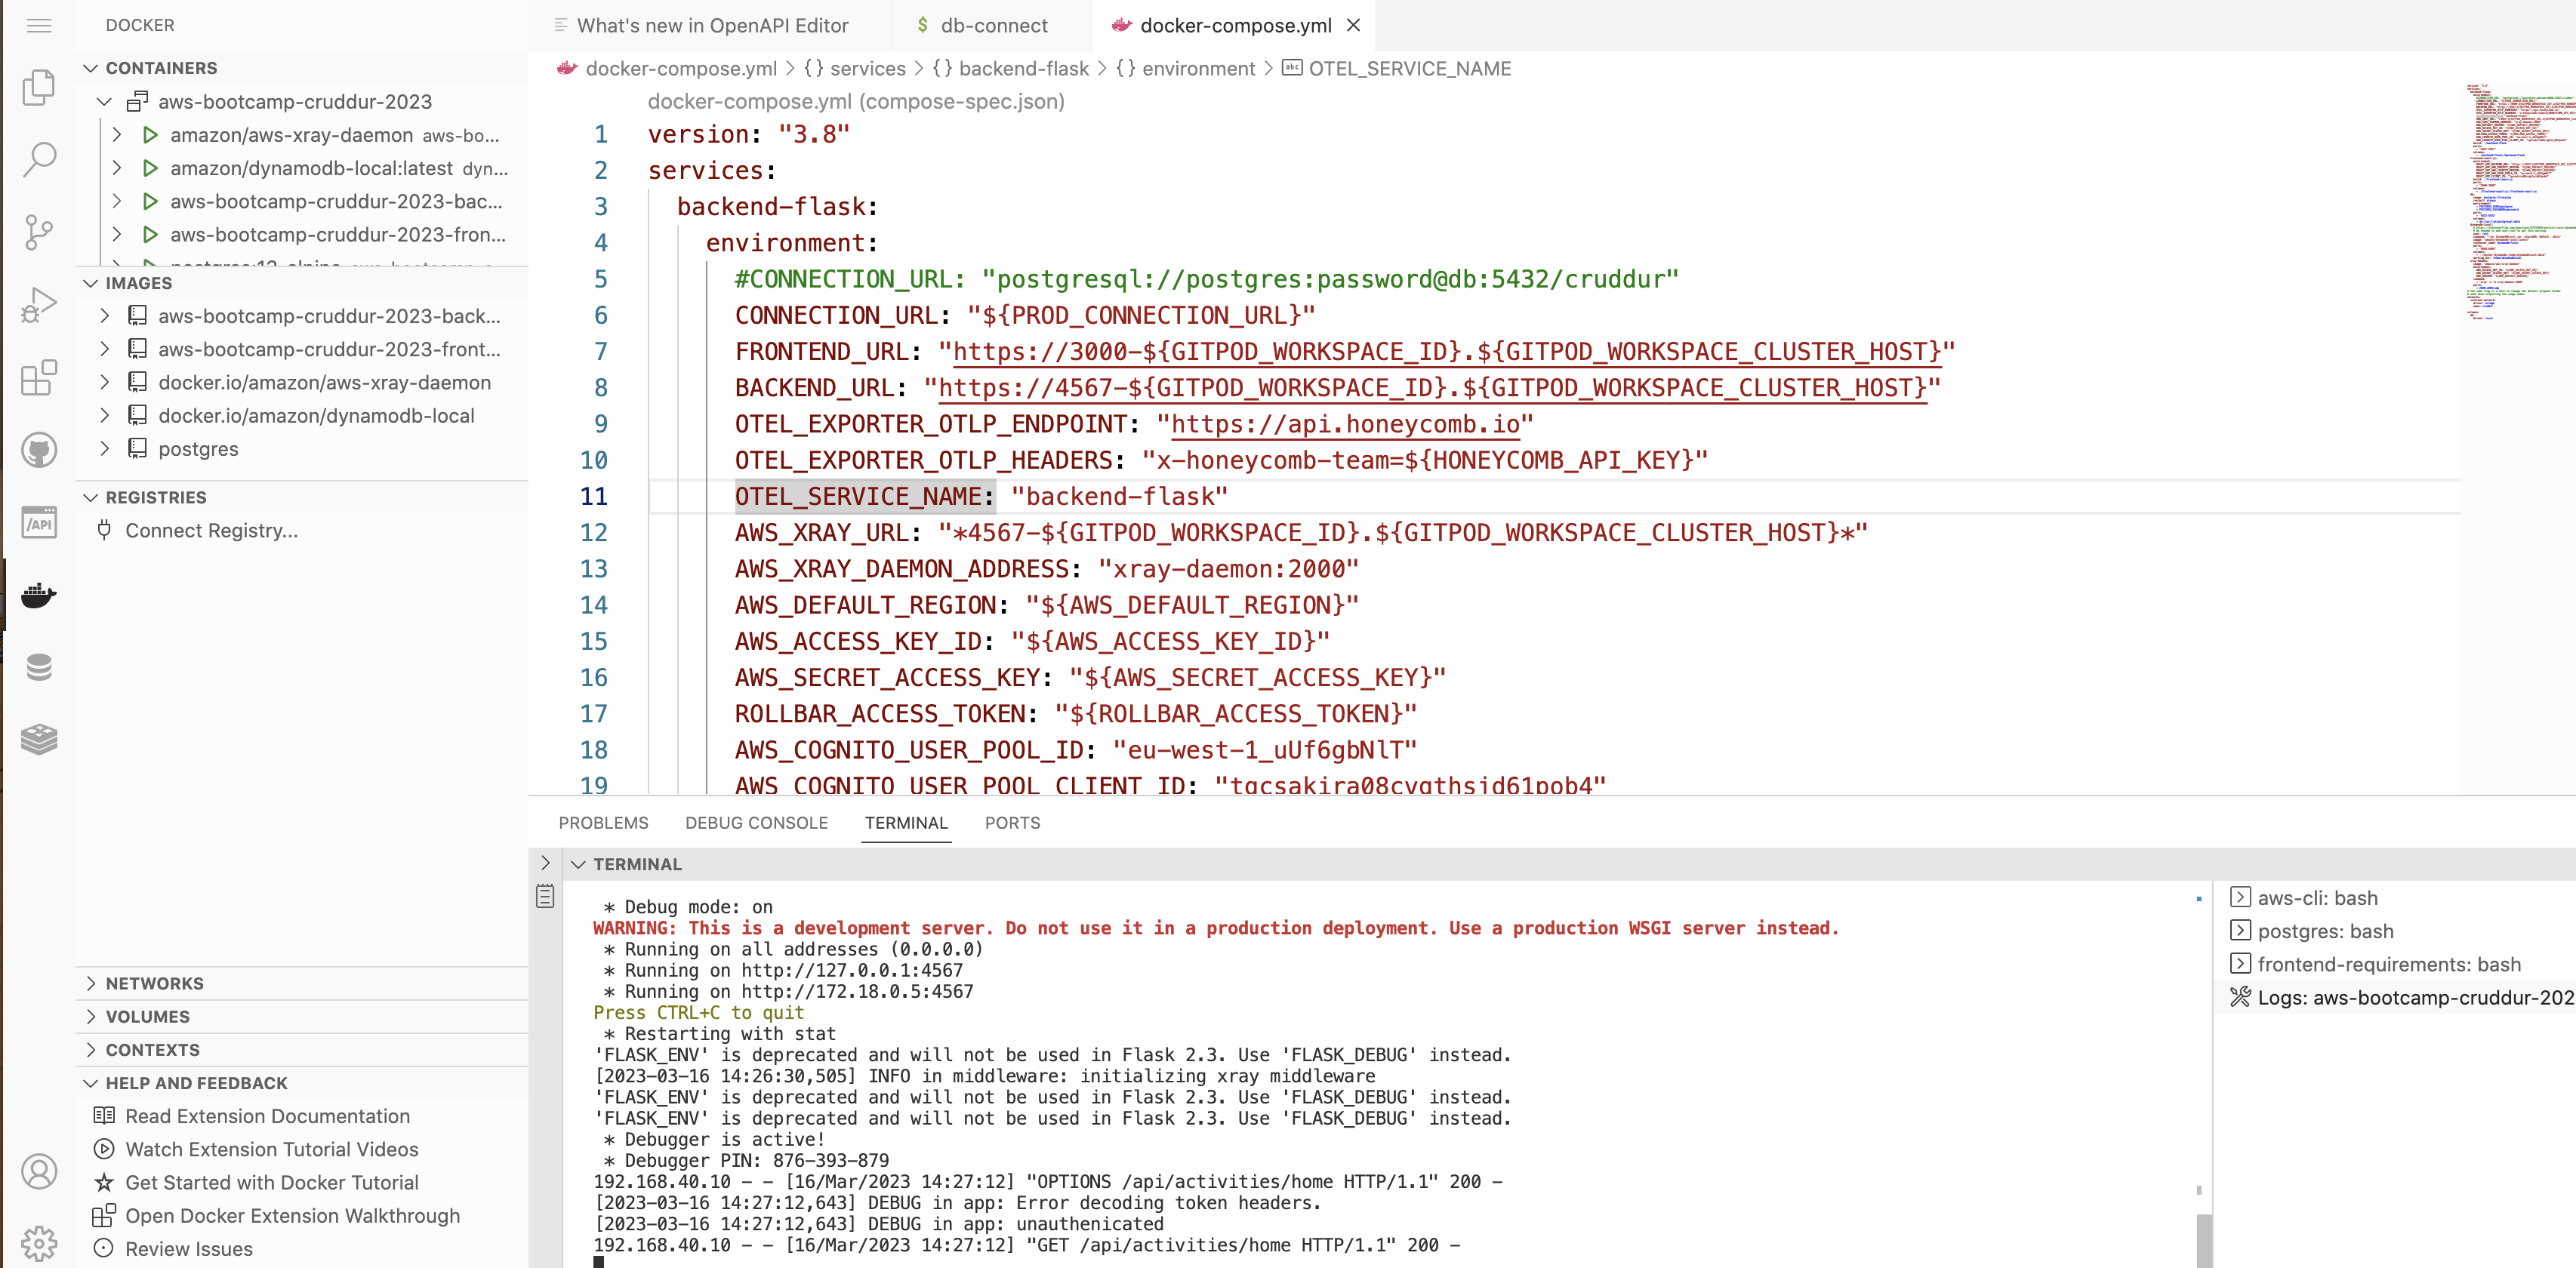 DOCKER
CONTAINERS
aws-bootcamp-cruddur-2023
amazon/aws-xray-daemon aws-bo...
amazon/dynamodb-local:latest dyn...
aws-bootcamp-cruddur-2023-bac...
aws-bootcamp-cruddur-2023-fron...
IMAGES
aws-bootcamp-cruddur-2023-back...
aws-bootcamp-cruddur-2023-front...
docker.io/amazon/aws-xray-daemon
docker.io/amazon/dynamodb-local
postgres
REGISTRIES
Connect Registry...
NETWORKS
VOLUMES
CONTEXTS
HELP AND FEEDBACK
Read Extension Documentation
Watch Extension Tutorial Videos
Get Started with Docker Tutorial
Open Docker Extension Walkthrough
Review Issues
/API
What's new in OpenAPI Editor
$ db-connect
docker-compose.yml
docker-compose.yml > {} services > {} backend-flask > {} environment > abc OTEL_SERVICE_NAME
docker-compose.yml (compose-spec.json)
1 version: "3.8"
2 services:
3 backend-flask:
4 environment:
5 #CONNECTION_URL: "postgresql://postgres:password@db:5432/cruddur"
6 CONNECTION_URL: "${PROD_CONNECTION_URL}"
7 FRONTEND_URL: "https://3000-${GITPOD_WORKSPACE_ID}.${GITPOD_WORKSPACE_CLUSTER_HOST}"
8 BACKEND_URL: "https://4567-${GITPOD_WORKSPACE_ID}.${GITPOD_WORKSPACE_CLUSTER_HOST}"
9 OTEL_EXPORTER_OTLP_ENDPOINT: "https://api.honeycomb.io"
10 OTEL_EXPORTER_OTLP_HEADERS: "x-honeycomb-team=${HONEYCOMB_API_KEY}"
11 OTEL_SERVICE_NAME: "backend-flask"
12 AWS_XRAY_URL: "*4567-${GITPOD_WORKSPACE_ID}.${GITPOD_WORKSPACE_CLUSTER_HOST}*"
13 AWS_XRAY_DAEMON_ADDRESS: "xray-daemon:2000"
14 AWS_DEFAULT_REGION: "${AWS_DEFAULT_REGION}"
15 AWS_ACCESS_KEY_ID: "${AWS_ACCESS_KEY_ID}"
16 AWS_SECRET_ACCESS_KEY: "${AWS_SECRET_ACCESS_KEY}"
17 ROLLBAR_ACCESS_TOKEN: "${ROLLBAR_ACCESS_TOKEN}"
18 AWS_COGNITO_USER_POOL_ID: "eu-west-1_uUf6gbNlT"
19 AWS_COGNITO_USER_POOL_CLIENT_ID:
PROBLEMS DEBUG CONSOLE TERMINAL PORTS
TERMINAL
* Debug mode: on
WARNING: This is a development server. Do not use it in a production deployment. Use a production WSGI server instead.
* Running on all addresses (0.0.0.0)
* Running on http://127.0.0.1:4567
* Running on http://172.18.0.5:4567
Press CTRL+C to quit
* Restarting with stat
'FLASK_ENV' is deprecated and will not be used in Flask 2.3. Use 'FLASK_DEBUG' instead.
[2023-03-16 14:26:30,505] INFO in middleware: initializing xray middleware
'FLASK_ENV' is deprecated and will not be used in Flask 2.3. Use 'FLASK_DEBUG' instead.
'FLASK_ENV' is deprecated and will not be used in Flask 2.3. Use 'FLASK_DEBUG' instead.
* Debugger is active!
* Debugger PIN: 876-393-879
192.168.40.10 - - [16/Mar/2023 14:27:12] "OPTIONS /api/activities/home HTTP/1.1" 200 -
[2023-03-16 14:27:12,643] DEBUG in app: Error decoding token headers.
[2023-03-16 14:27:12,643] DEBUG in app: unauthenicated
192.168.40.10 - - [16/Mar/2023 14:27:12] "GET /api/activities/home HTTP/1.1" 200 -
aws-cli: bash
postgres: bash
frontend-requirements: bash
Logs: aws-bootcamp-cruddur-202